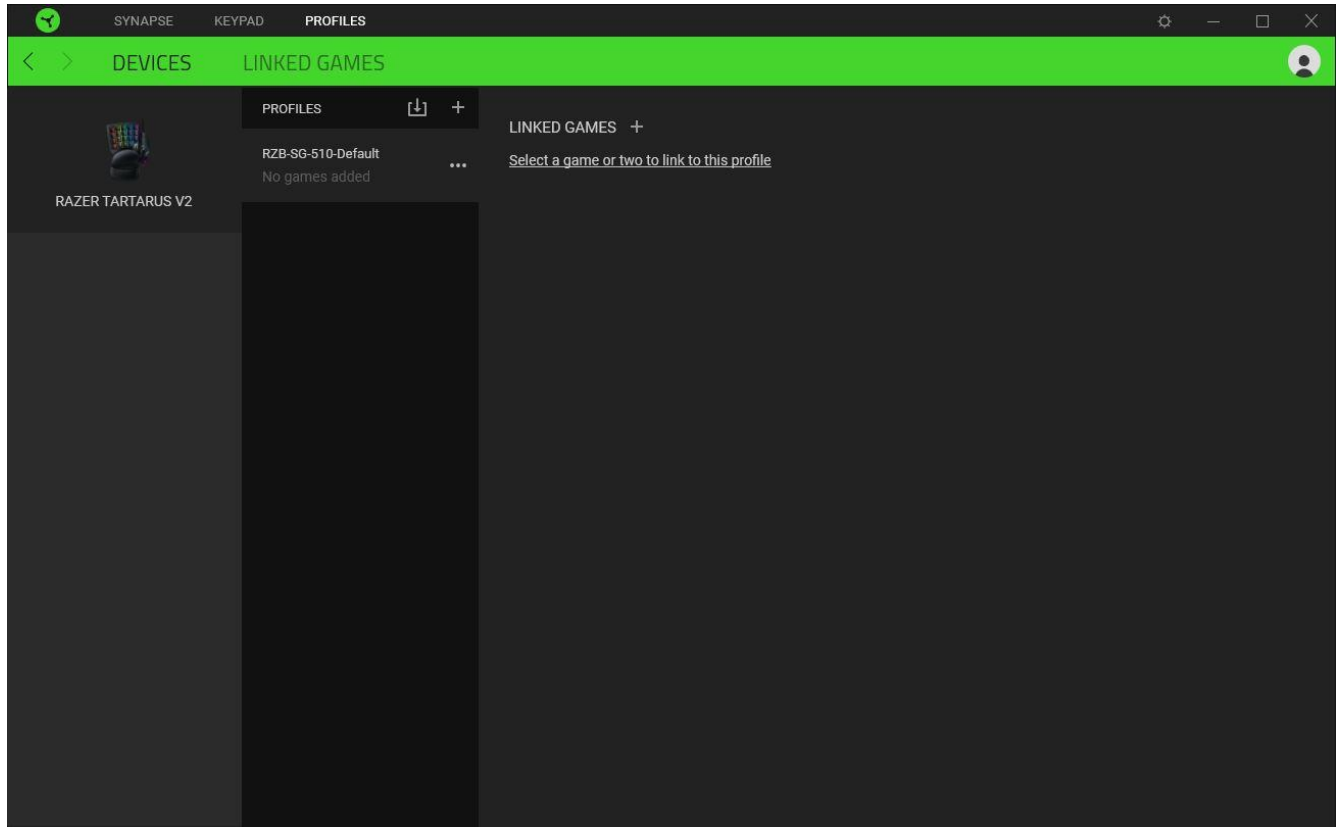 SYNAPSE KEYPAD PROFILES
DEVICES LINKED GAMES
RAZER TARTARUS V2
PROFILES
RZB-SG-510-Default
No games added
LINKED GAMES
Select a game or two to link to this profile